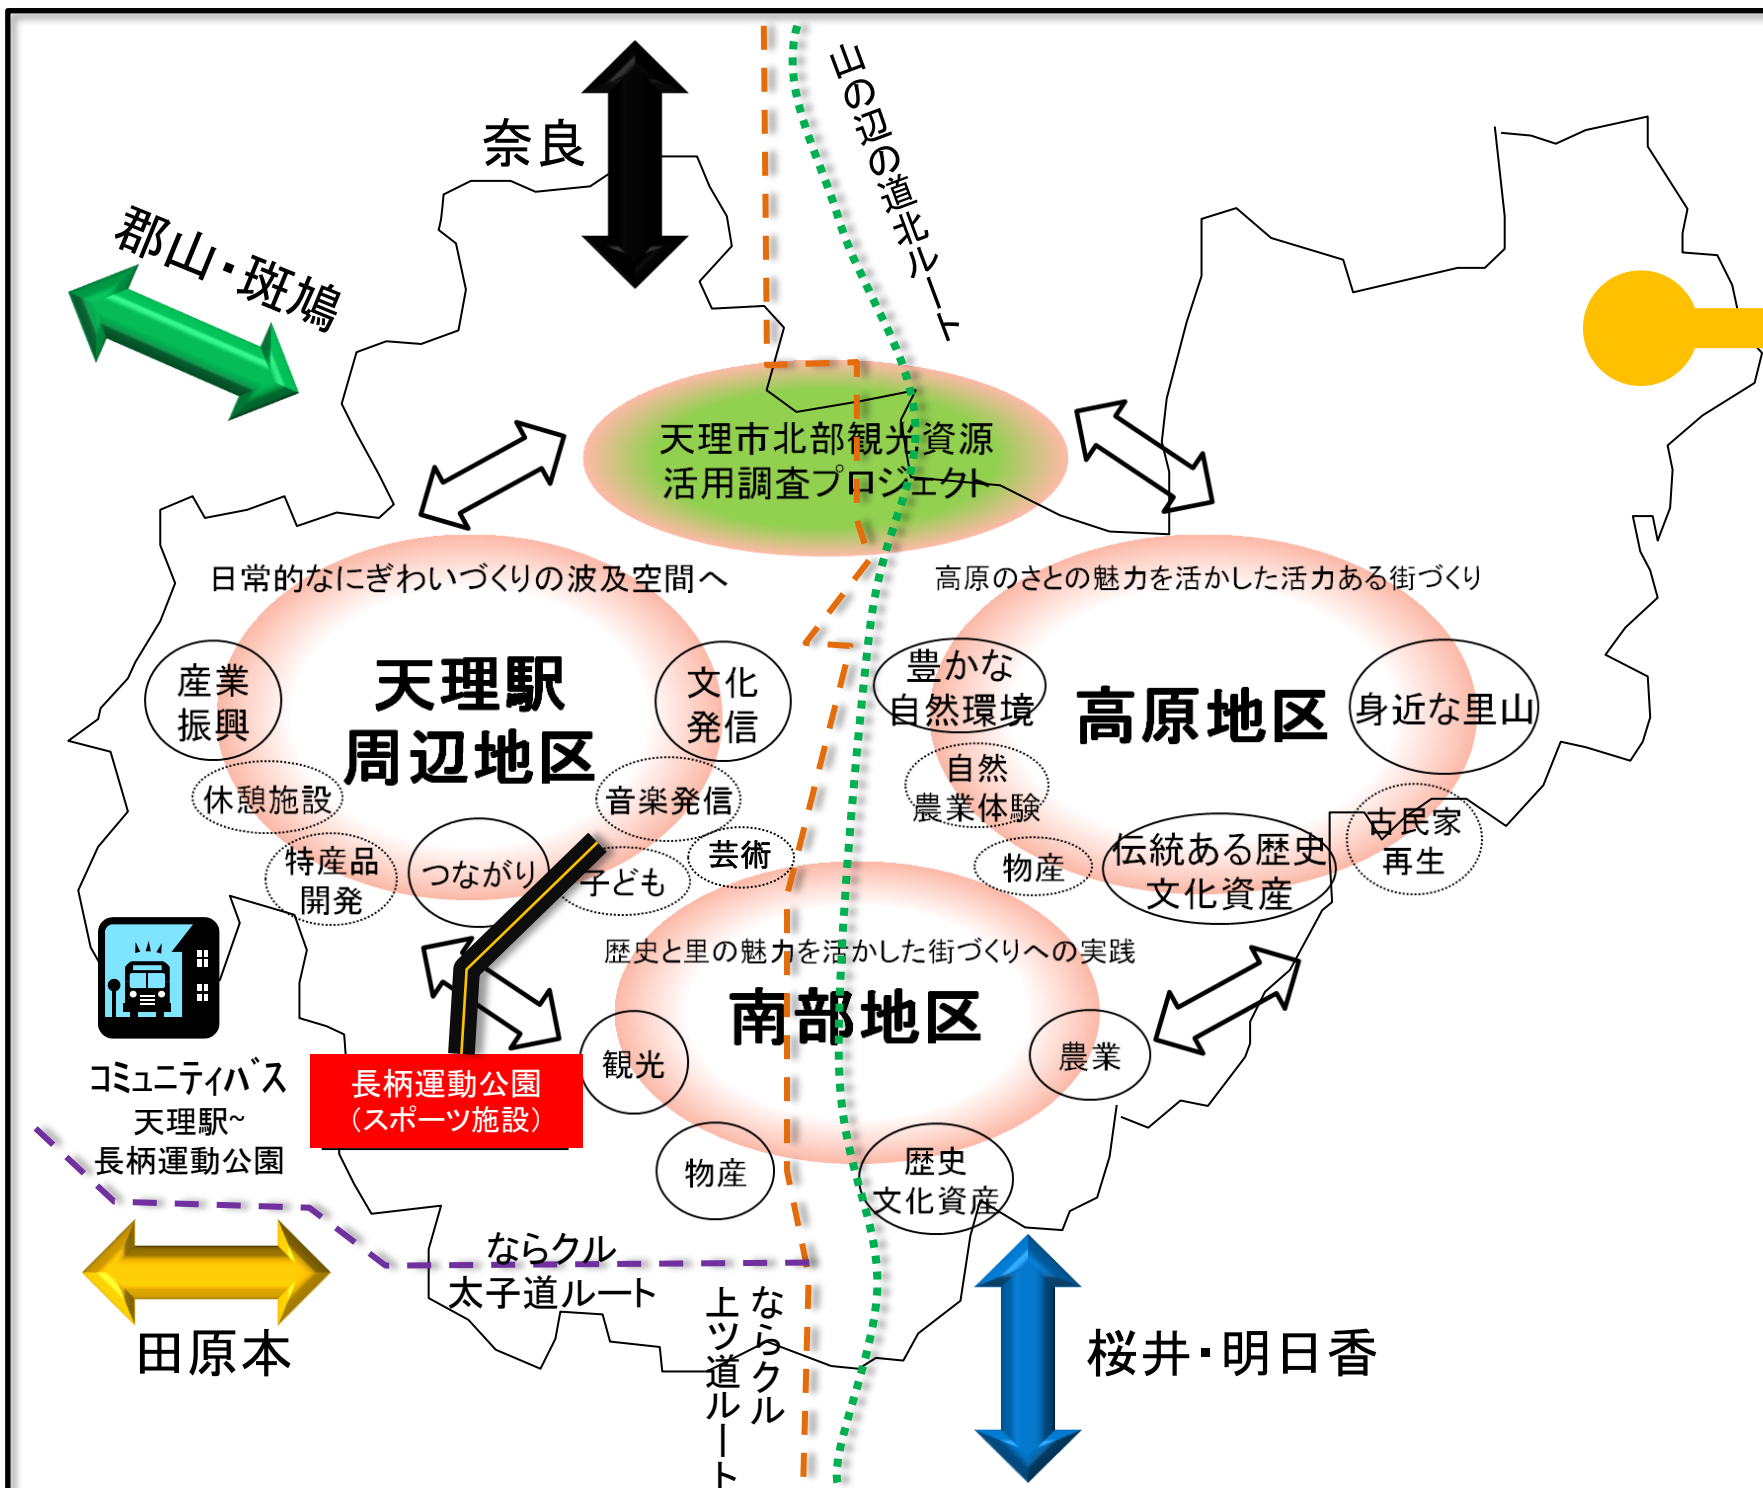 奈良
山の辺の道北ルート
郡山・斑鳩
天理市北部観光資源
活用調査プロジェクト
日常的なにぎわいづくりの波及空間へ
天理駅
周辺地区
産業
振興
文化
発信
休憩施設
音楽発信
特産品
開発
つながり
子ども
芸術
高原のさとの魅力を活かした活力ある街づくり
高原地区
豊かな
自然環境
身近な里山
自然
農業体験
物産
伝統ある歴史
文化資産
古民家
再生
歴史と里の魅力を活かした街づくりへの実践
南部地区
観光
農業
物産
歴史
文化資産
コミュニティバス
天理駅~
長柄運動公園
長柄運動公園
(スポーツ施設)
ならクル
太子道ルート
ならクル
上ツ道ルート
田原本
桜井・明日香